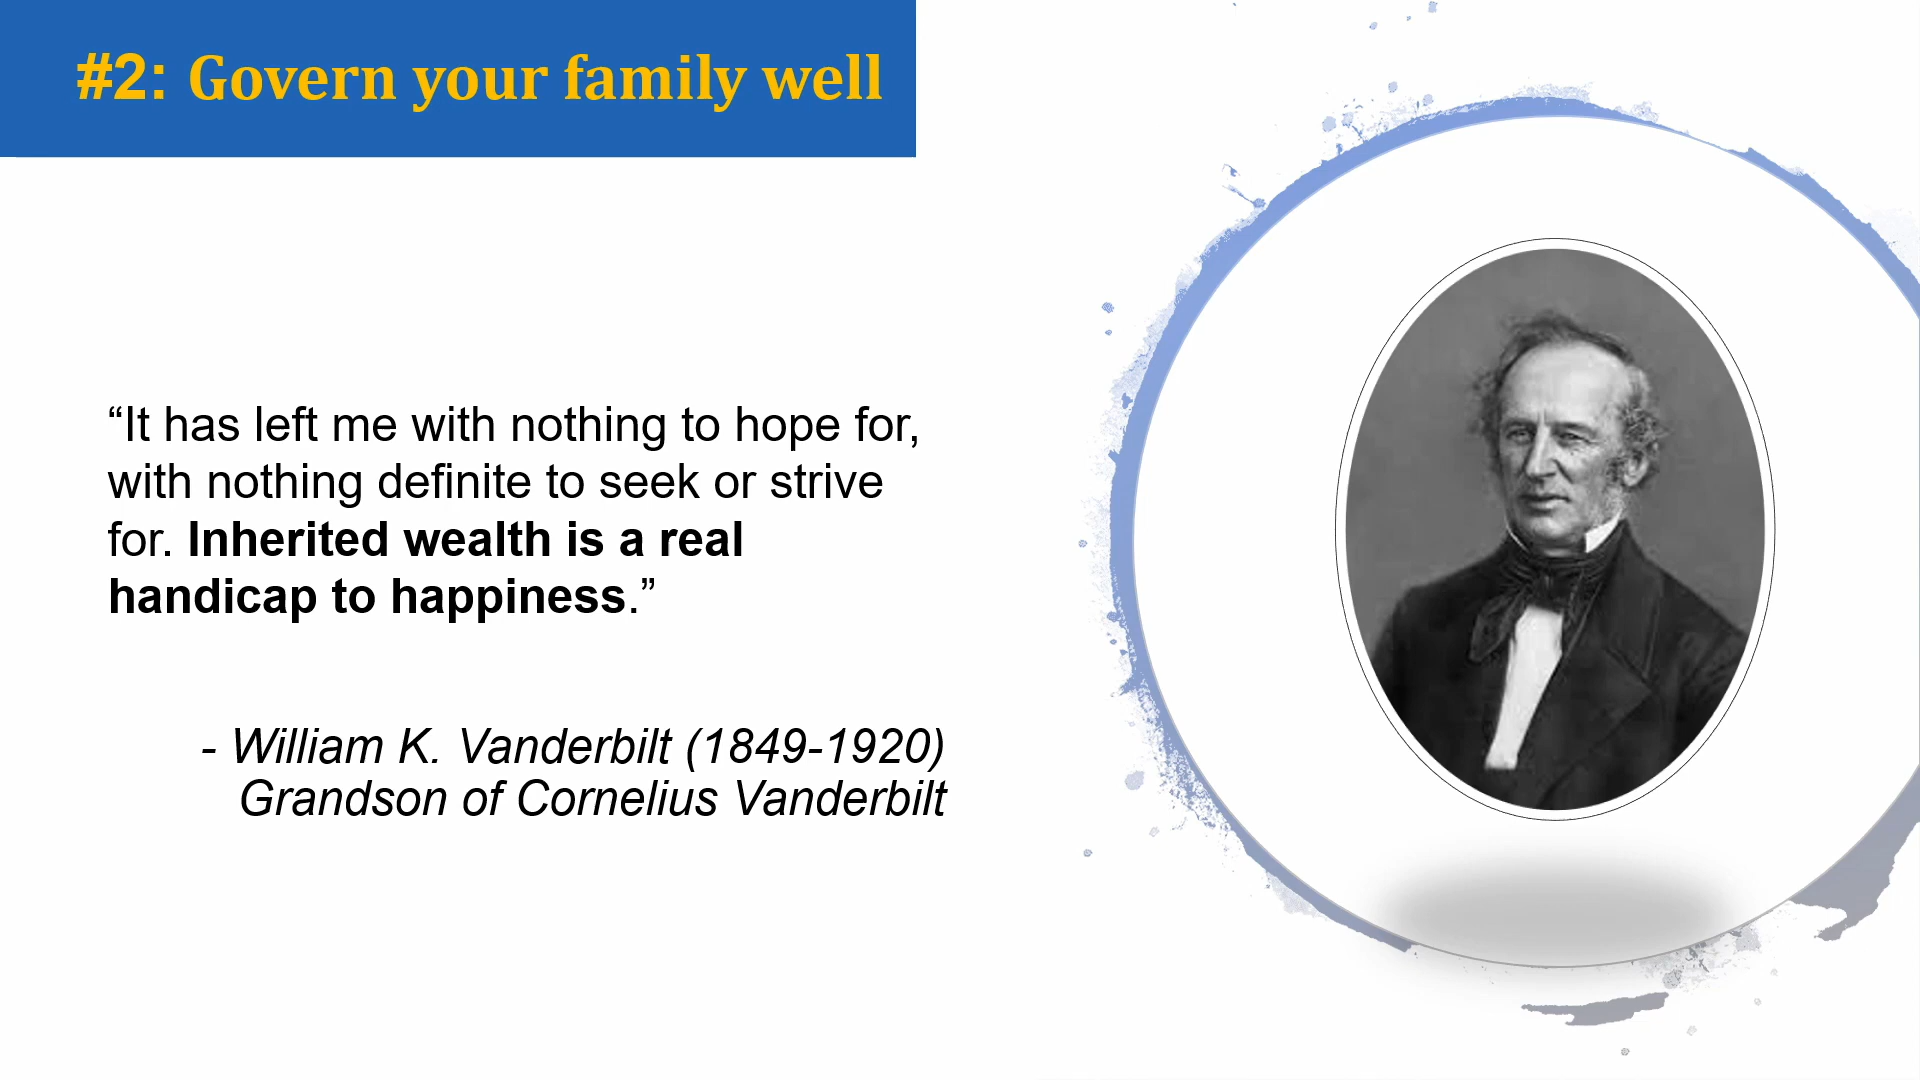 #2: Govern your family well
“It has left me with nothing to hope for,
with nothing definite to seek or strive
for. Inherited wealth is a real
handicap to happiness.”
- William K. Vanderbilt (1849-1920)
Grandson of Cornelius Vanderbilt